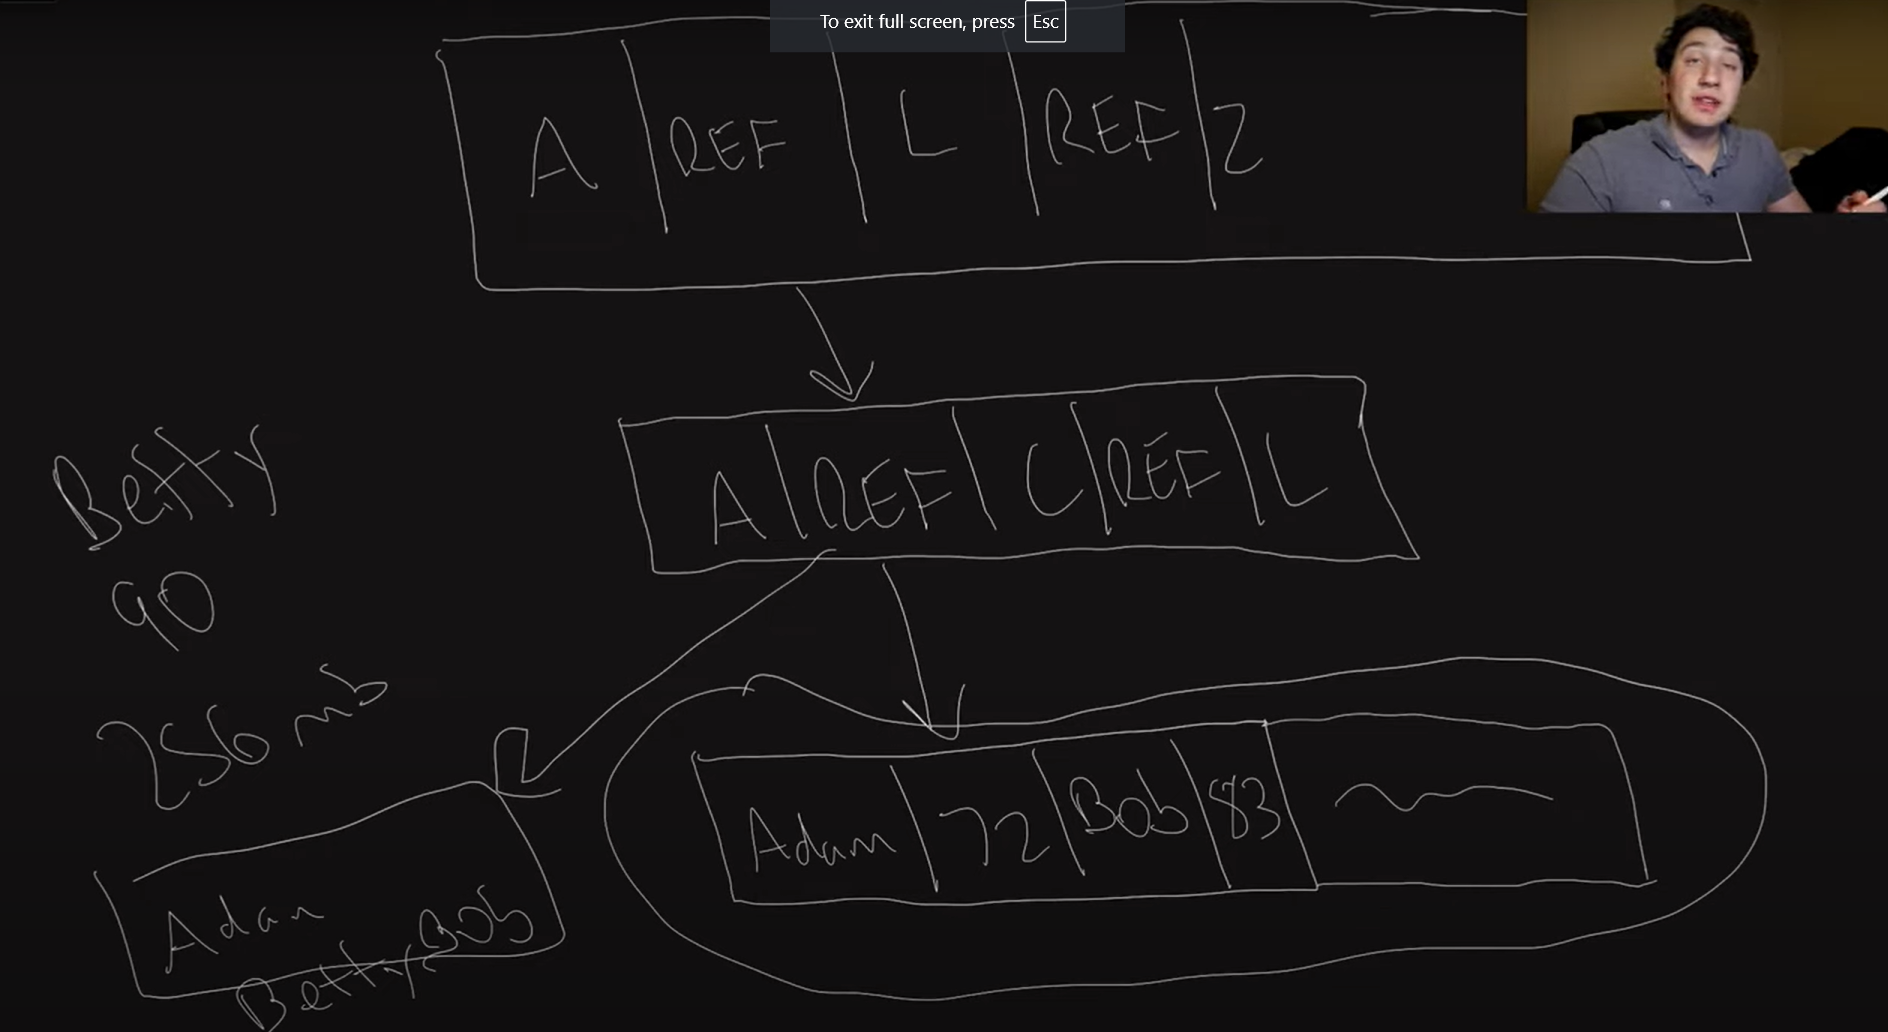 To exit full screen, press Esc
A REF L REF Z
A REF C REF L
Betty
90
256 mb
Adam 72 Bob 83
Adam
Betty, Bob